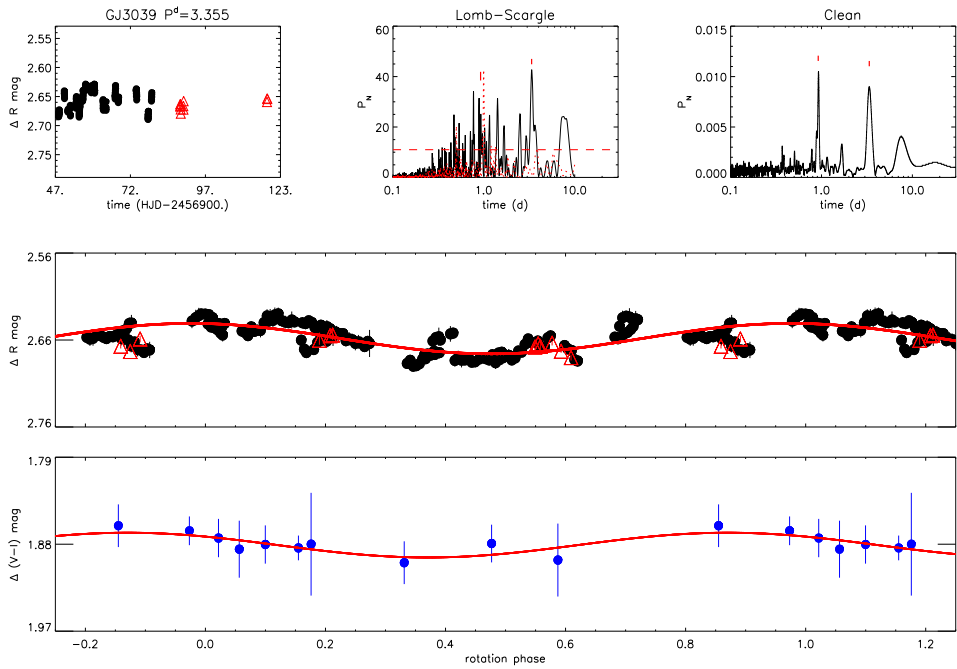 GJ3039 P^d=3.355
Δ R mag
2.53
2.60
2.65
2.70
2.75
47. 72. 97. 123.
time (HJD-2456900.)
Lomb-Scargle
P_N
60
40
20
0
0.1 1.0 10.0
time (d)
Clean
P_N
0.015
0.010
0.005
0.000
0.1 1.0 10.0
time (d)
Δ R mag
2.56
2.66
2.76
Δ (V-I) mag
1.79
1.88
1.97
-0.2 0.0 0.2 0.4 0.6 0.8 1.0 1.2
rotation phase